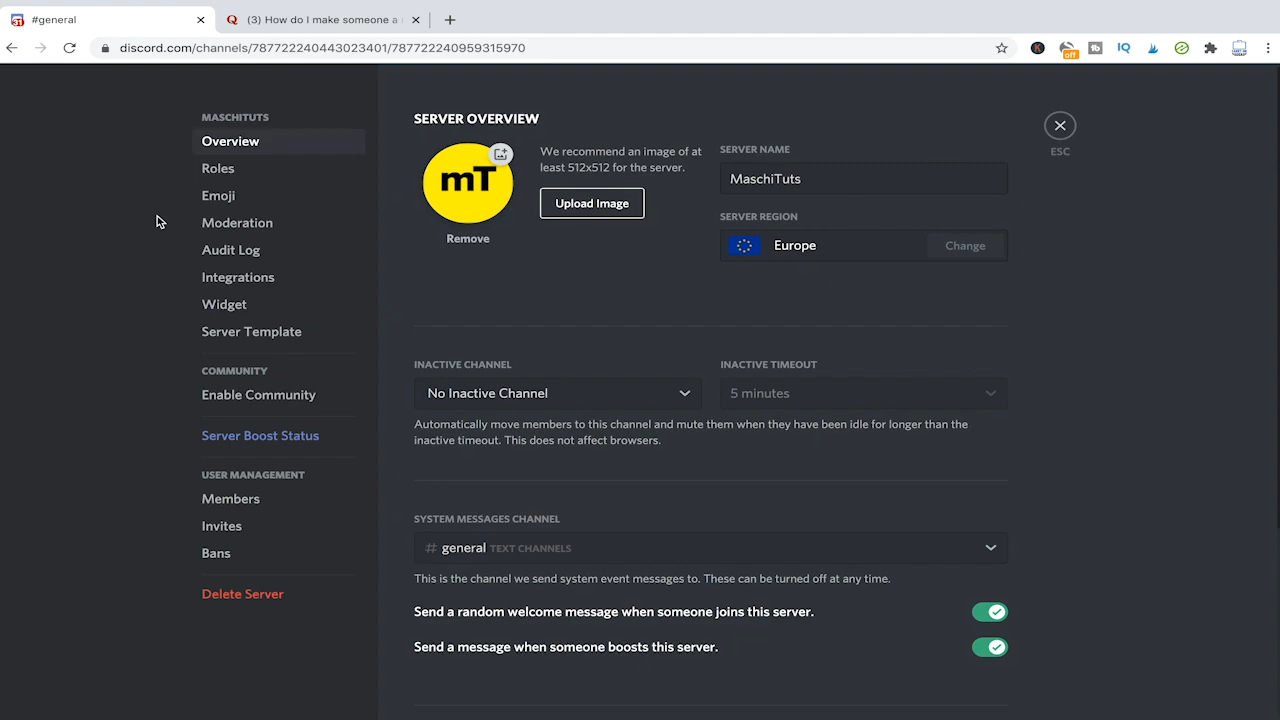 #general
(3) How do I make someone a
discord.com/channels/787722240443023401/787722240959315970
off
tb
IQ
MASCHITUTS
Overview
Roles
Emoji
Moderation
Audit Log
Integrations
Widget
Server Template
COMMUNITY
Enable Community
Server Boost Status
USER MANAGEMENT
Members
Invites
Bans
Delete Server
SERVER OVERVIEW
mT
Remove
We recommend an image of at
least 512x512 for the server.
Upload Image
SERVER NAME
MaschiTuts
SERVER REGION
Europe
Change
ESC
INACTIVE CHANNEL
No Inactive Channel
INACTIVE TIMEOUT
5 minutes
Automatically move members to this channel and mute them when they have been idle for longer than the
inactive timeout. This does not affect browsers.
SYSTEM MESSAGES CHANNEL
# general TEXT CHANNELS
This is the channel we send system event messages to. These can be turned off at any time.
Send a random welcome message when someone joins this server.
Send a message when someone boosts this server.